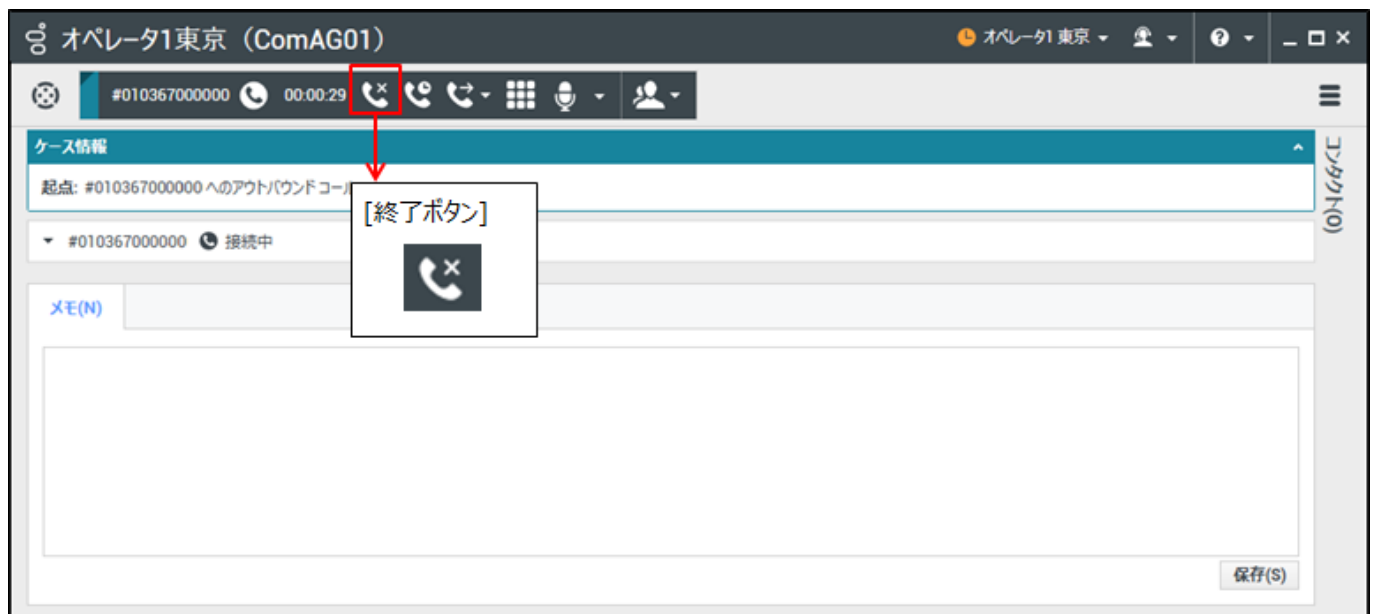 オペレータ1東京（ComAG01）
オペレータ1 東京
#010367000000 00:00:29
ケース情報
起点: #010367000000 へのアウトバウンド コール
[終了ボタン]
#010367000000 接続中
コンタクト(0)
メモ(N)
保存(S)